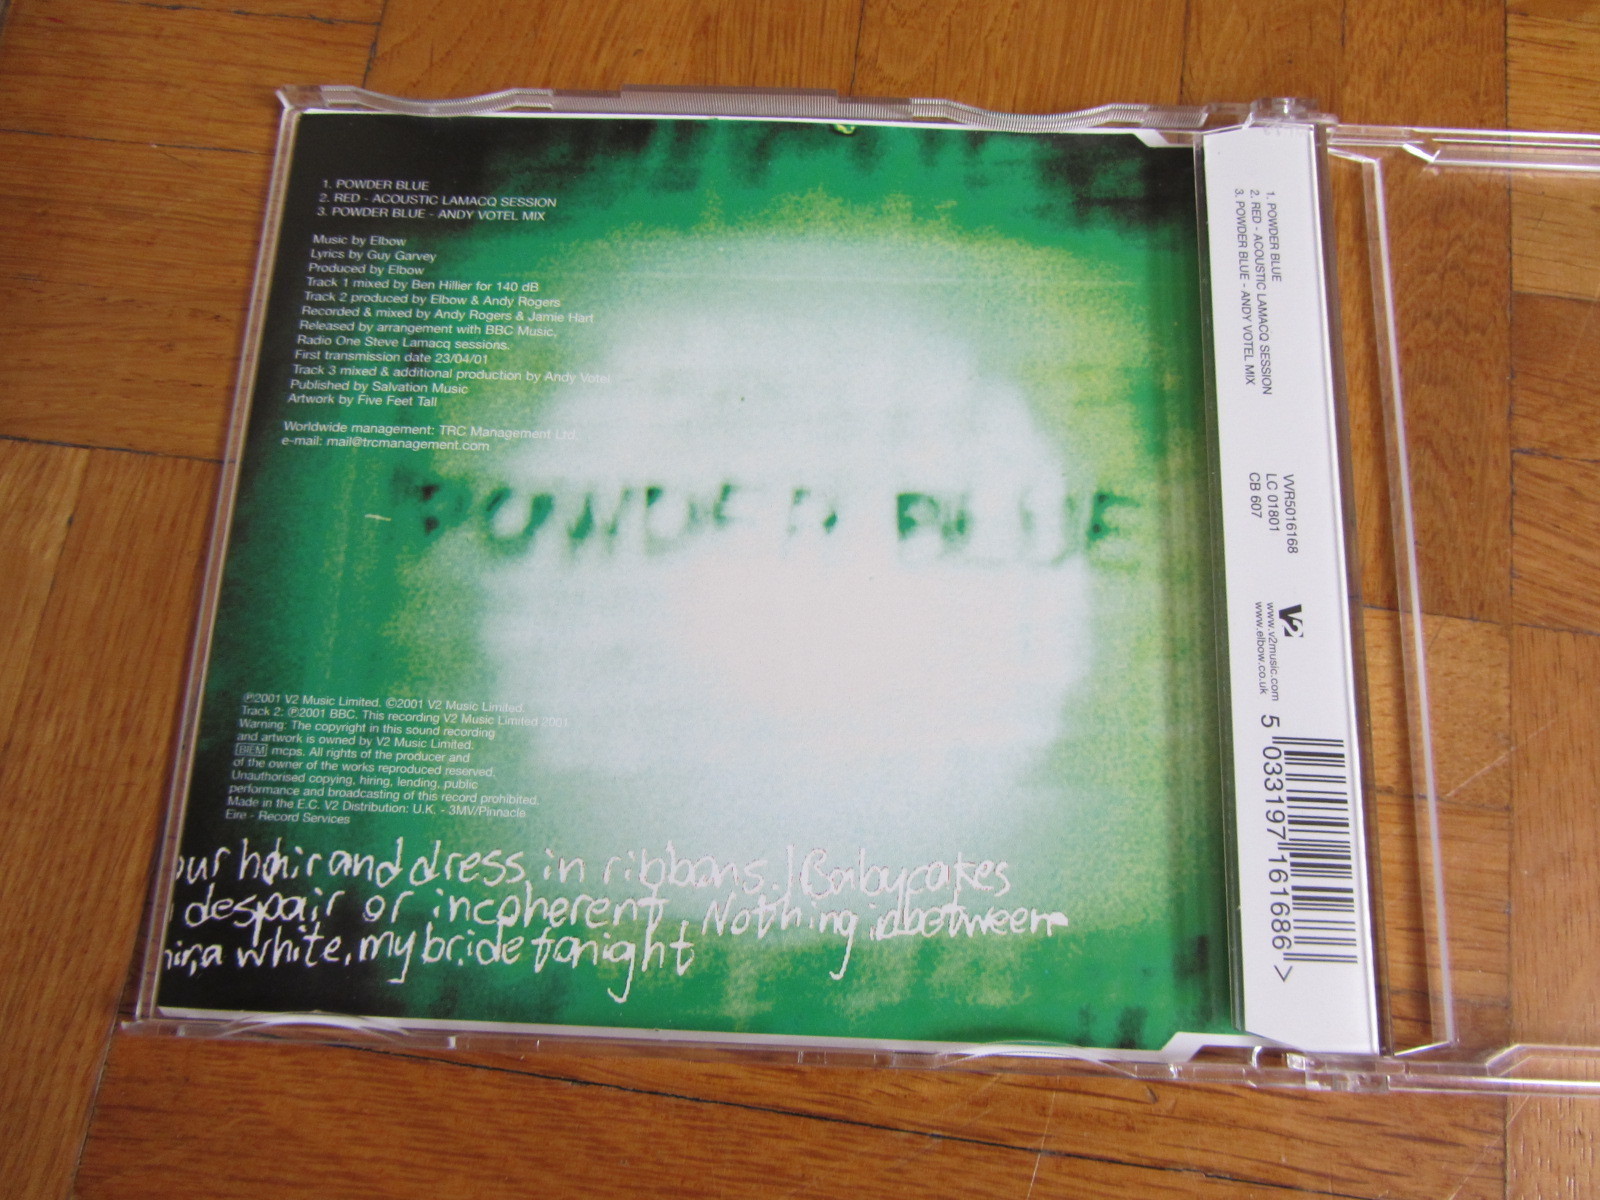 1. POWDER BLUE
2. RED - ACOUSTIC LAMACQ SESSION
3. POWDER BLUE - ANDY VOTEL MIX
Music by Elbow
Lyrics by Guy Garvey
Produced by Elbow
Track 1 mixed by Ben Hillier for 140 dB
Track 2 produced by Elbow & Andy Rogers
Recorded & mixed by Andy Rogers & Jamie Hart
Released by arrangement with BBC Music,
Radio One Steve Lamacq sessions.
First transmission date 23/04/01
Track 3 mixed & additional production by Andy Votel
Published by Salvation Music
Artwork by Five Feet Tall
Worldwide management: TRC Management Ltd.
e-mail: mail@trcmanagement.com
POWDER BLUE
℗2001 V2 Music Limited. ©2001 V2 Music Limited.
Track 2: ℗2001 BBC. This recording V2 Music Limited 2001
Warning: The copyright in this sound recording
and artwork is owned by V2 Music Limited.
BIEM mcps. All rights of the producer and
of the owner of the works reproduced reserved.
Unauthorised copying, hiring, lending, public
performance and broadcasting of this record prohibited.
Made in the E.C. V2 Distribution: U.K. - 3MV/Pinnacle
Eire - Record Services
our hair and dress in ribbons. | Babycakes
despair or incoherent. Nothing inbetween
a white, my bride tonight
1. POWDER BLUE
2. RED - ACOUSTIC LAMACQ SESSION
3. POWDER BLUE - ANDY VOTEL MIX
VVR5016168
LC 01801
CB 607
V2
www.v2music.com
www.elbow.co.uk
5 033197 161686 >